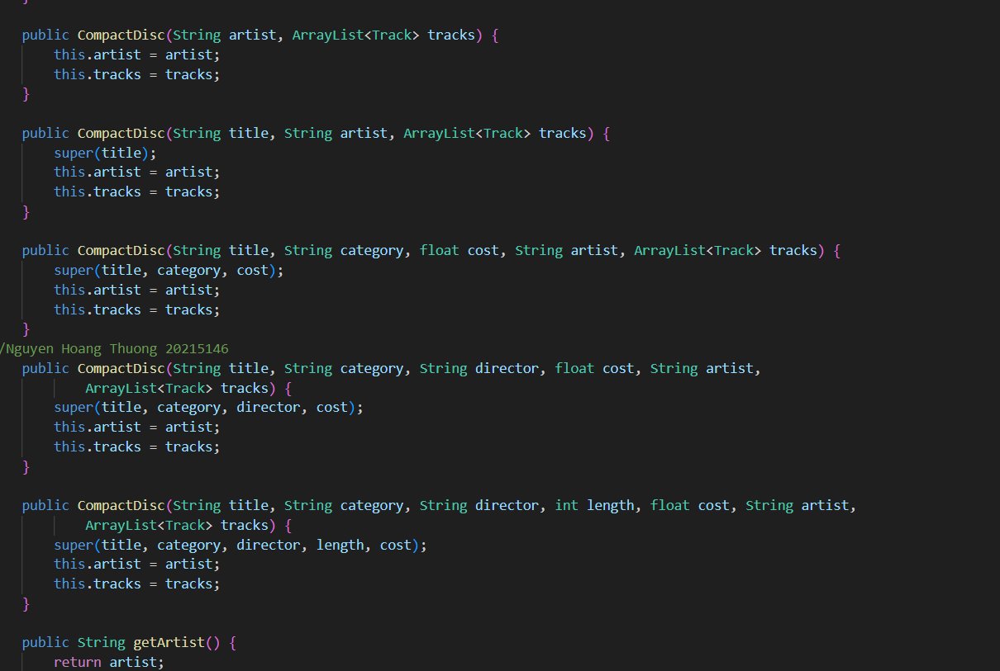 }
public CompactDisc(String artist, ArrayList<Track> tracks) {
this.artist = artist;
this.tracks = tracks;
}
public CompactDisc(String title, String artist, ArrayList<Track> tracks) {
super(title);
this.artist = artist;
this.tracks = tracks;
}
public CompactDisc(String title, String category, float cost, String artist, ArrayList<Track> tracks) {
super(title, category, cost);
this.artist = artist;
this.tracks = tracks;
}
/Nguyen Hoang Thuong 20215146
public CompactDisc(String title, String category, String director, float cost, String artist,
ArrayList<Track> tracks) {
super(title, category, director, cost);
this.artist = artist;
this.tracks = tracks;
}
public CompactDisc(String title, String category, String director, int length, float cost, String artist,
ArrayList<Track> tracks) {
super(title, category, director, length, cost);
this.artist = artist;
this.tracks = tracks;
}
public String getArtist() {
return artist;